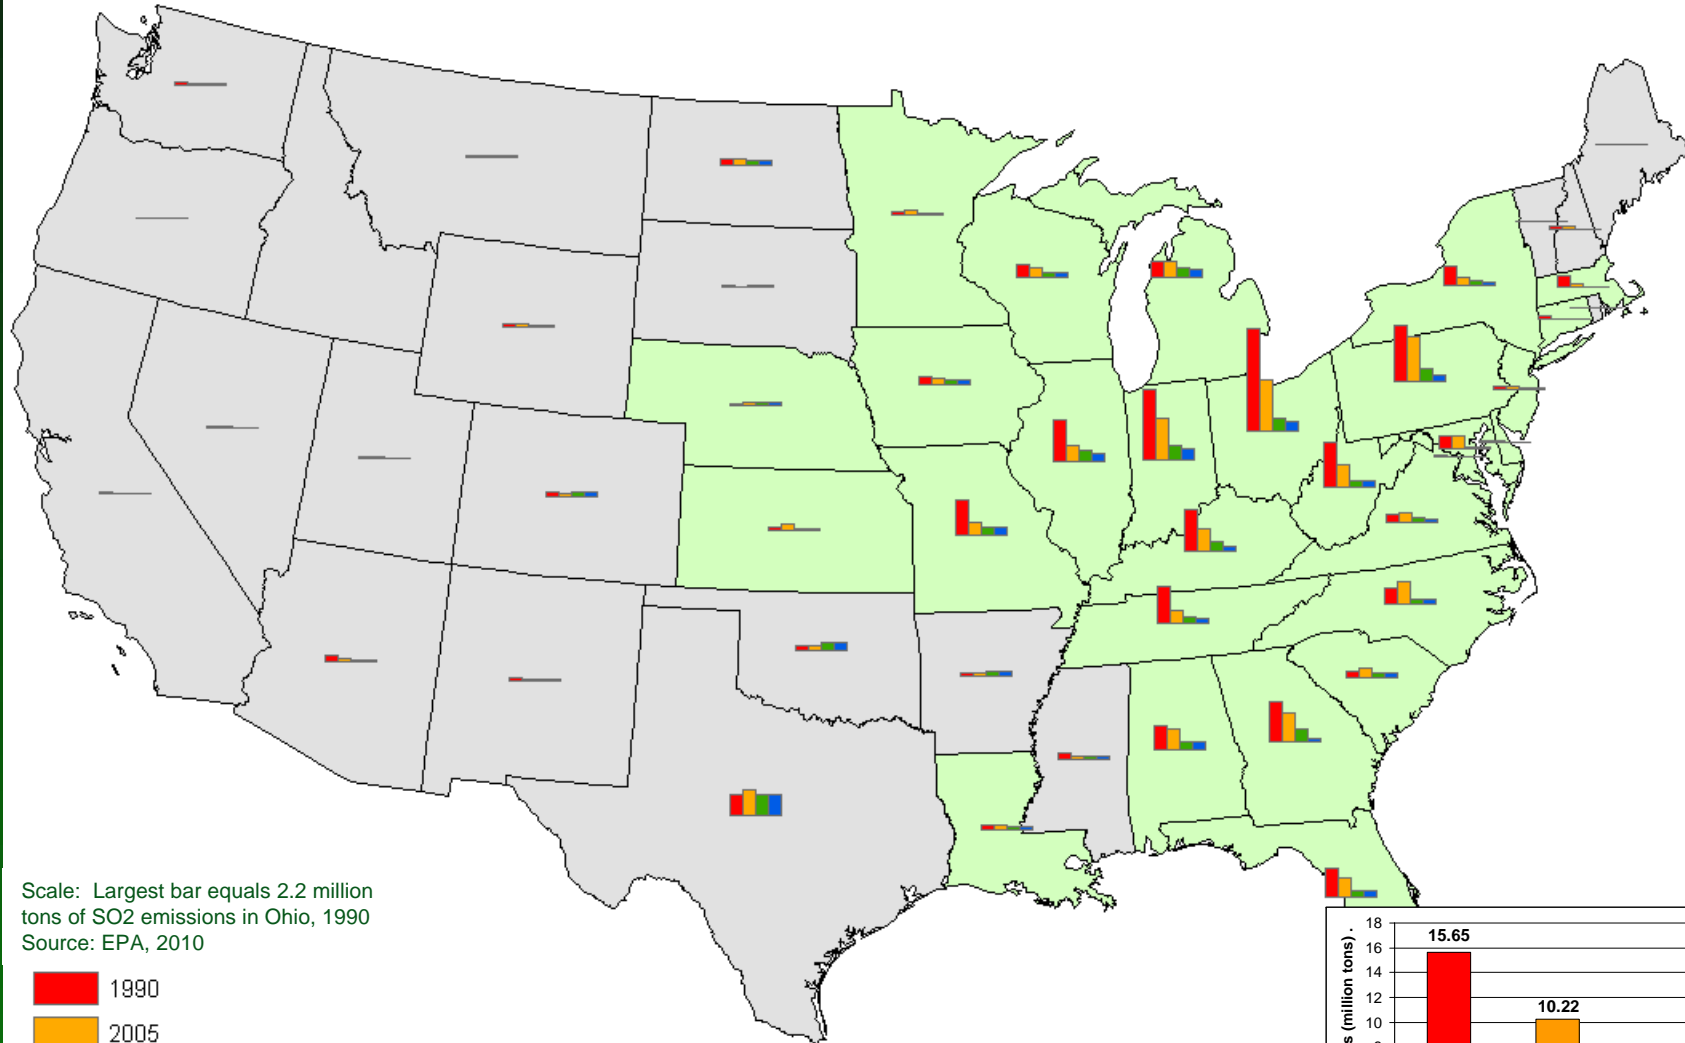 Scale: Largest bar equals 2.2 million
tons of SO2 emissions in Ohio, 1990
Source: EPA, 2010
1990
2005
18
16
14
12
10
(million tons) .
15.65
10.22